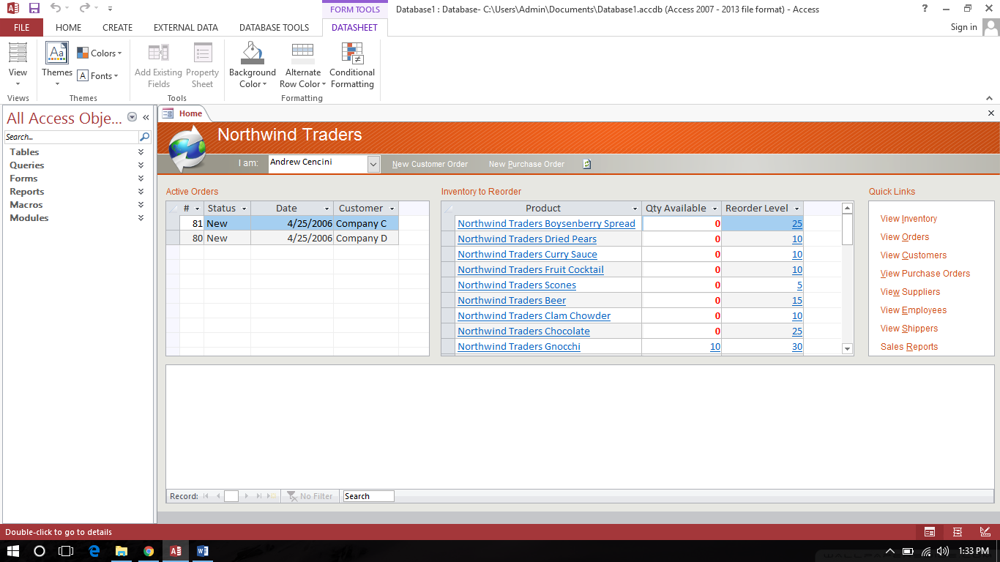 FORM TOOLS
Database1 : Database- C:\Users\Admin\Documents\Database1.accdb (Access 2007 - 2013 file format) - Access
FILE HOME CREATE EXTERNAL DATA DATABASE TOOLS DATASHEET Sign in
View
Views
Themes
Colors
Fonts
Themes
Add Existing Fields
Property Sheet
Tools
Background Color
Alternate Row Color
Conditional Formatting
Formatting
All Access Obje...
Search...
Tables
Queries
Forms
Reports
Macros
Modules
Home
Northwind Traders
I am: Andrew Cencini New Customer Order New Purchase Order
Active Orders
# Status Date Customer
81 New 4/25/2006 Company C
80 New 4/25/2006 Company D
Inventory to Reorder
Product Qty Available Reorder Level
Northwind Traders Boysenberry Spread 0 25
Northwind Traders Dried Pears 0 10
Northwind Traders Curry Sauce 0 10
Northwind Traders Fruit Cocktail 0 10
Northwind Traders Scones 0 5
Northwind Traders Beer 0 15
Northwind Traders Clam Chowder 0 10
Northwind Traders Chocolate 0 25
Northwind Traders Gnocchi 10 30
Quick Links
View Inventory
View Orders
View Customers
View Purchase Orders
View Suppliers
View Employees
View Shippers
Sales Reports
Record: No Filter Search
Double-click to go to details
1:33 PM